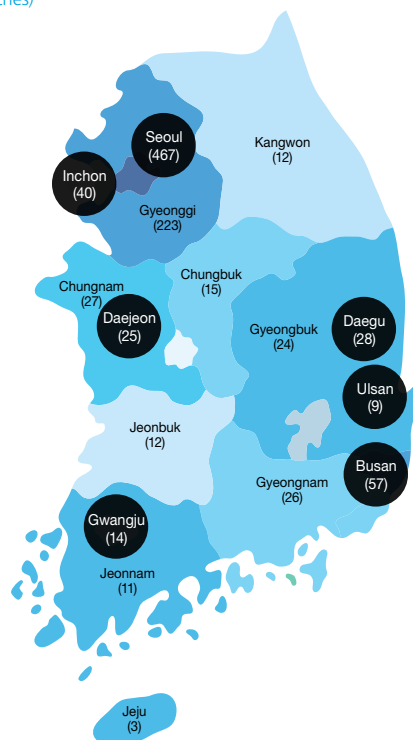 Seoul
(467)
Kangwon
(12)
Inchon
(40)
Gyeonggi
(223)
Chungbuk
(15)
Chungnam
(27)
Daejeon
(25)
Gyeongbuk
(24)
Daegu
(28)
Ulsan
(9)
Jeonbuk
(12)
Busan
(57)
Gyeongnam
(26)
Gwangju
(14)
Jeonnam
(11)
Jeju
(3)